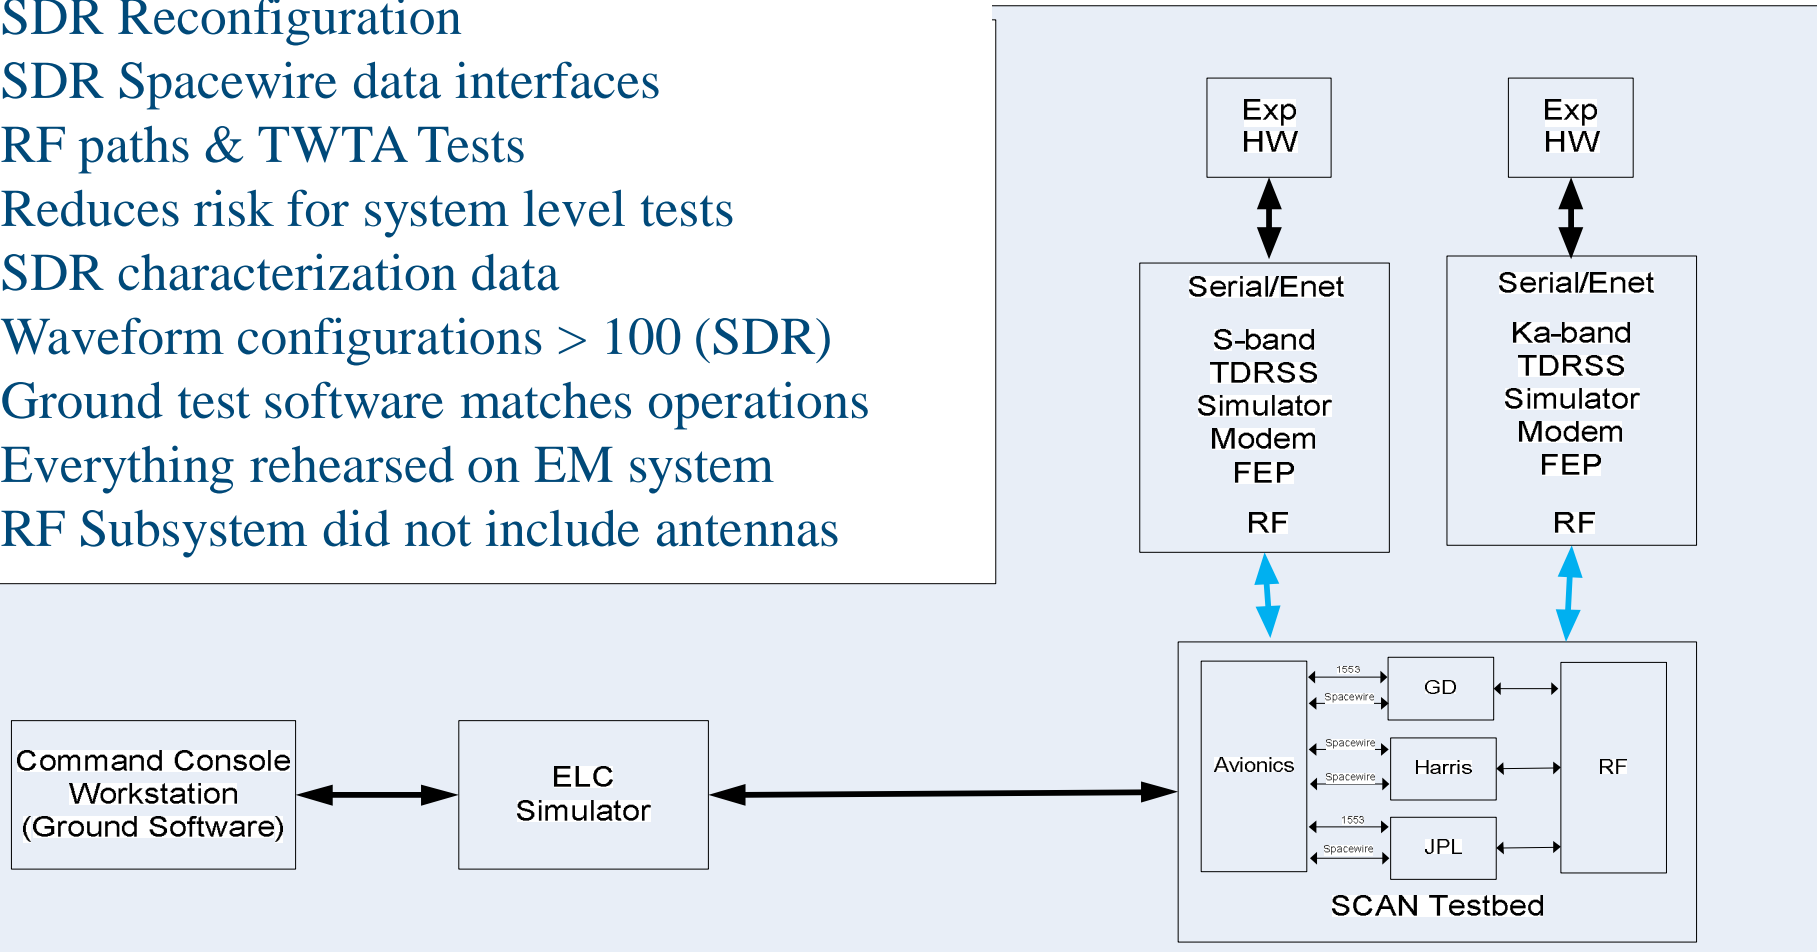 SDR Reconfiguration
SDR Spacewire data interfaces
RF paths & TWTA Tests
Reduces risk for system level tests
SDR characterization data
Waveform configurations > 100 (SDR)
Ground test software matches operations
Everything rehearsed on EM system
RF Subsystem did not include antennas
Exp
HW
Exp
HW
Serial/Enet
S-band
TDRSS
Simulator
Modem
FEP
RF
Serial/Enet
Ka-band
TDRSS
Simulator
Modem
FEP
RF
Command Console
Workstation
(Ground Software)
ELC
Simulator
Avionics
1553
Spacewire
GD
Spacewire
Spacewire
Harris
1553
Spacewire
JPL
RF
SCAN Testbed